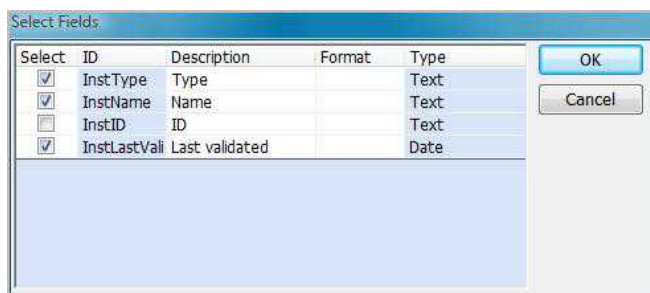 Select Fields
Select ID Description Format Type OK
InstType Type Text
InstName Name Text Cancel
InstID ID Text
InstLastVali Last validated Date